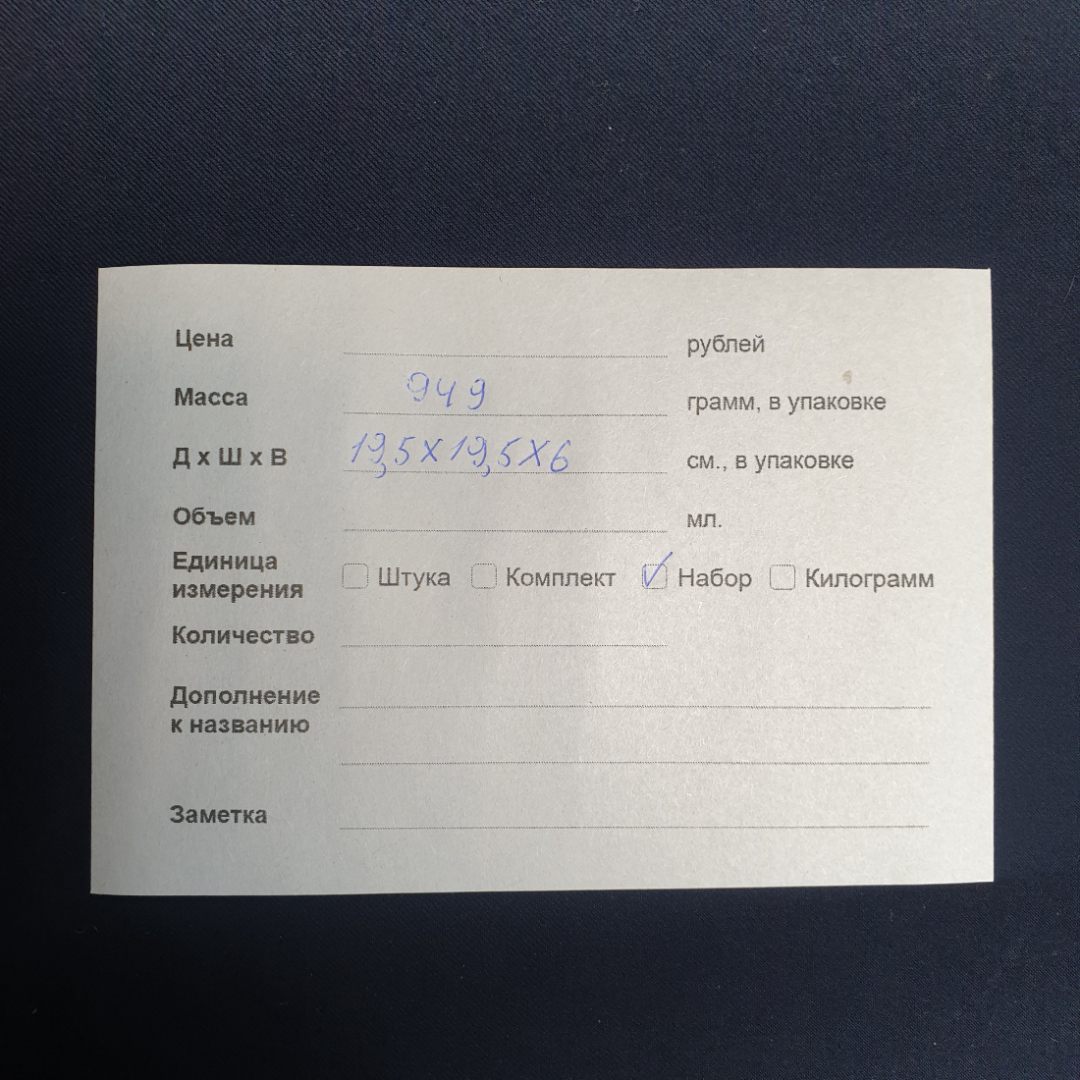 Цена рублей
Масса 949 грамм, в упаковке
Д х Ш х В 19,5х19,5х6 см., в упаковке
Объем мл.
Единица
измерения Штука Комплект Набор Килограмм
Количество
Дополнение
к названию
Заметка